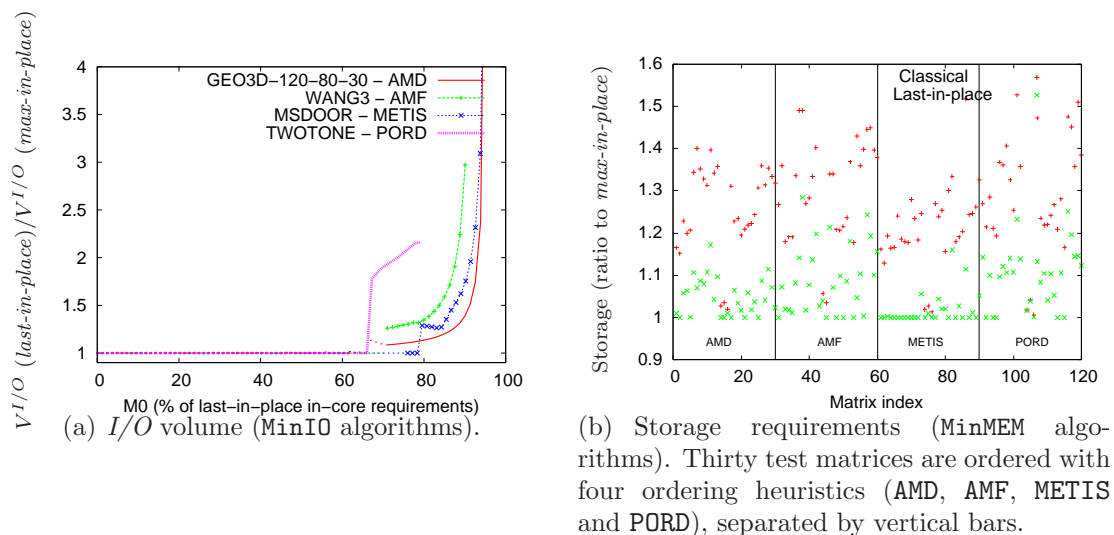 V^{I/O} (last-in-place)/V^{I/O} (max-in-place)
4
3.5
3
2.5
2
1.5
1
GEO3D−120−80−30 − AMD
WANG3 − AMF
MSDOOR − METIS
TWOTONE − PORD
0 20 40 60 80 100
M0 (% of last−in−place in−core requirements)
(a) I/O volume (MinIO algorithms).
Storage (ratio to max-in-place)
1.6
1.5
1.4
1.3
1.2
1.1
1
0.9
Classical
Last-in-place
AMD AMF METIS PORD
0 20 40 60 80 100 120
Matrix index
(b) Storage requirements (MinMEM algo-
rithms). Thirty test matrices are ordered with
four ordering heuristics (AMD, AMF, METIS
and PORD), separated by vertical bars.